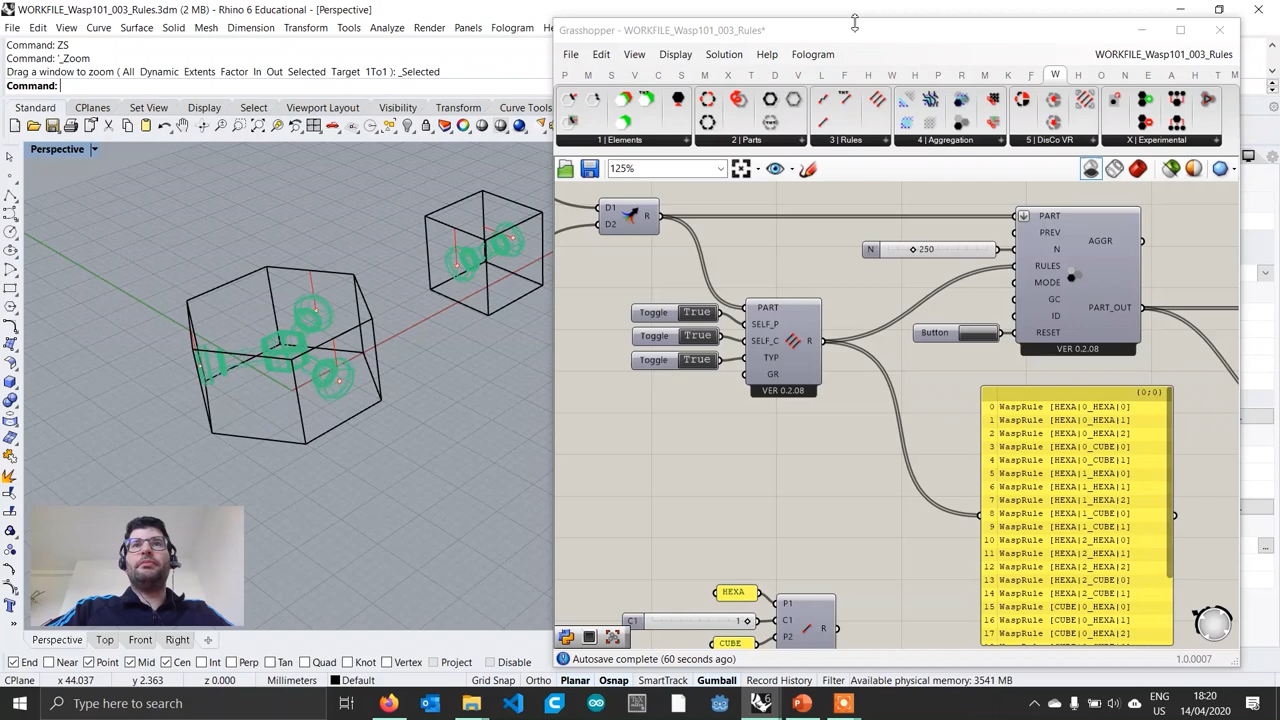 WORKFILE_Wasp101_003_Rules.3dm (2 MB) - Rhino 6 Educational - [Perspective]
File Edit View Curve Surface Solid Mesh Dimension Transform Tools Analyze Render Panels Fologram
Command: ZS
Command: '_Zoom
Drag a window to zoom ( All Dynamic Extents Factor In Out Selected Target 1To1 ): _Selected
Command:
Standard CPlanes Set View Display Select Viewport Layout Visibility Transform Curve Tools
Perspective
Grasshopper - WORKFILE_Wasp101_003_Rules*
File Edit View Display Solution Help Fologram WORKFILE_Wasp101_003_Rules
P M S V C S M X T D V L F H H W B A P R M K F W O N E A H T W
1 | Elements 2 | Parts 3 | Rules 4 | Aggregation 5 | DisCo VR X | Experimental
125%
D1
D2
R
N 250
PART
PREV
N
RULES
MODE
GC
ID
RESET
AGGR
PART_OUT
VER 0.2.08
Button
Toggle True
Toggle True
Toggle True
PART
SELF_P
SELF_C
TYP
GR
R
VER 0.2.08
{0;0}
0 WaspRule [HEXA|0_HEXA|0]
1 WaspRule [HEXA|0_HEXA|1]
2 WaspRule [HEXA|0_HEXA|2]
3 WaspRule [HEXA|0_CUBE|0]
4 WaspRule [HEXA|0_CUBE|1]
5 WaspRule [HEXA|1_HEXA|0]
6 WaspRule [HEXA|1_HEXA|1]
7 WaspRule [HEXA|1_HEXA|2]
8 WaspRule [HEXA|1_CUBE|0]
9 WaspRule [HEXA|1_CUBE|1]
10 WaspRule [HEXA|2_HEXA|0]
11 WaspRule [HEXA|2_HEXA|1]
12 WaspRule [HEXA|2_HEXA|2]
13 WaspRule [HEXA|2_CUBE|0]
14 WaspRule [HEXA|2_CUBE|1]
15 WaspRule [CUBE|0_HEXA|0]
16 WaspRule [CUBE|0_HEXA|1]
17 WaspRule [CUBE|0_HEXA|2]
HEXA
C1 1
CUBE
P1
C1
P2
R
Autosave complete (60 seconds ago) 1.0.0007
Perspective Top Front Right
End Near Point Mid Cen Int Perp Tan Quad Knot Vertex Project Disable
CPlane x 44.037 y 2.363 z 0.000 Millimeters Default Grid Snap Ortho Planar Osnap SmartTrack Gumball Record History Filter Available physical memory: 3541 MB
Type here to search
ENG
US
18:20
14/04/2020